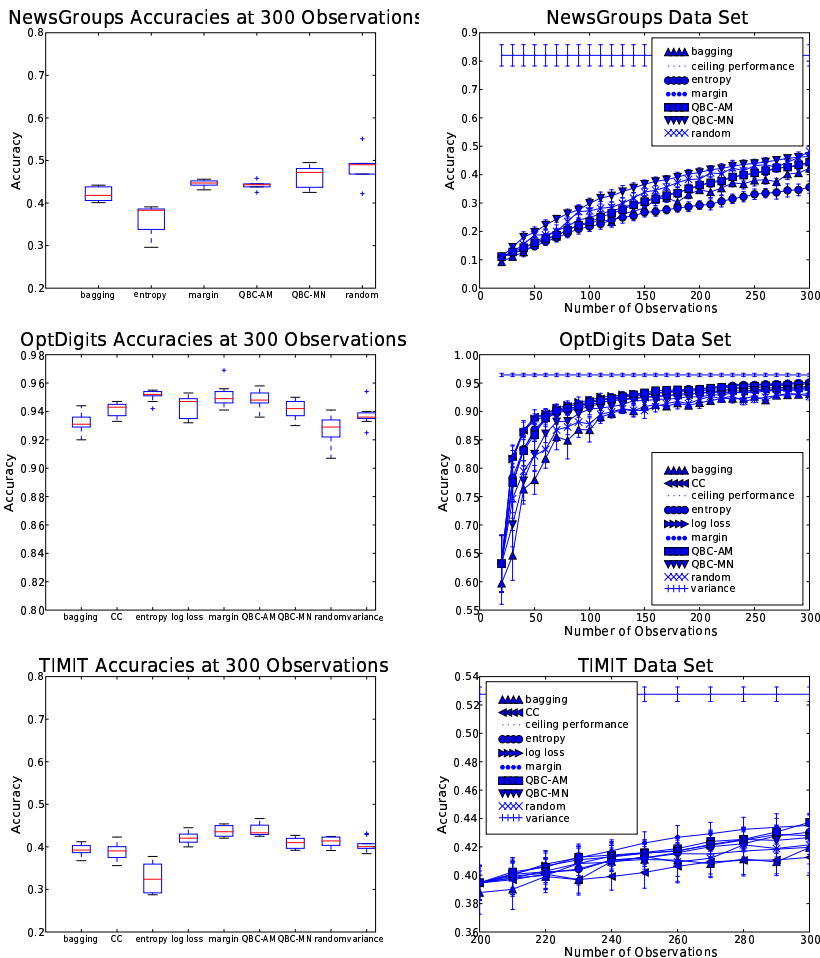 NewsGroups Accuracies at 300 Observations
0.8
0.7
0.6
0.5
0.4
0.3
0.2
Accuracy
bagging entropy margin QBC-AM QBC-MN random
NewsGroups Data Set
0.9
0.8
0.7
0.6
0.5
0.4
0.3
0.2
0.1
0.0
Accuracy
bagging
ceiling performance
entropy
margin
QBC-AM
QBC-MN
random
0 50 100 150 200 250 300
Number of Observations
OptDigits Accuracies at 300 Observations
0.98
0.96
0.94
0.92
0.90
0.88
0.86
0.84
0.82
0.80
Accuracy
bagging CC entropy log loss margin QBC-AM QBC-MN random variance
OptDigits Data Set
1.00
0.95
0.90
0.85
0.80
0.75
0.70
0.65
0.60
0.55
Accuracy
bagging
CC
ceiling performance
entropy
log loss
margin
QBC-AM
QBC-MN
random
variance
0 50 100 150 200 250 300
Number of Observations
TIMIT Accuracies at 300 Observations
0.8
0.7
0.6
0.5
0.4
0.3
0.2
Accuracy
bagging CC entropy log loss margin QBC-AM QBC-MN random variance
TIMIT Data Set
0.54
0.52
0.50
0.48
0.46
0.44
0.42
0.40
0.38
0.36
Accuracy
bagging
CC
ceiling performance
entropy
log loss
margin
QBC-AM
QBC-MN
random
variance
200 220 240 260 280 300
Number of Observations